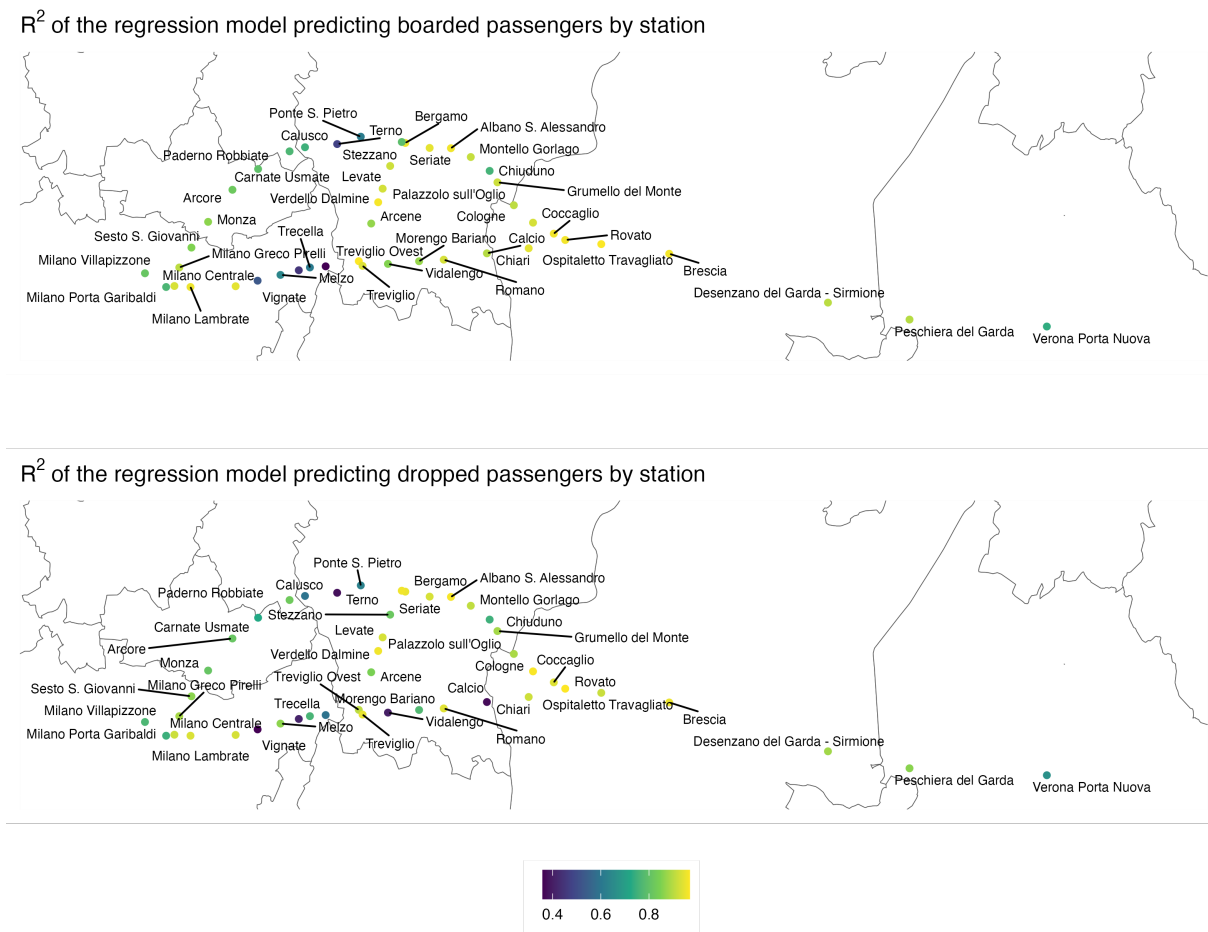 R² of the regression model predicting boarded passengers by station
Ponte S. Pietro
Bergamo
Calusco
Terno
Albano S. Alessandro
Paderno Robbiate
Stezzano
Seriate
Montello Gorlago
Carnate Usmate
Levate
Chiuduno
Grumello del Monte
Arcore
Verdello Dalmine
Palazzolo sull'Oglio
Monza
Arcene
Cologne
Coccaglio
Sesto S. Giovanni
Trecella
Morengo Bariano
Calcio
Rovato
Milano Villapizzone
Milano Greco Pirelli
Treviglio Ovest
Chiari
Ospitaletto Travagliato
Milano Centrale
Melzo
Vidalengo
Brescia
Milano Porta Garibaldi
Vignate
Treviglio
Romano
Desenzano del Garda - Sirmione
Milano Lambrate
Peschiera del Garda
Verona Porta Nuova
R² of the regression model predicting dropped passengers by station
Ponte S. Pietro
Paderno Robbiate
Calusco
Bergamo
Albano S. Alessandro
Terno
Seriate
Montello Gorlago
Stezzano
Carnate Usmate
Levate
Chiuduno
Grumello del Monte
Arcore
Verdello Dalmine
Palazzolo sull'Oglio
Monza
Treviglio Ovest
Arcene
Cologne
Coccaglio
Sesto S. Giovanni
Milano Greco Pirelli
Morengo Bariano
Calcio
Rovato
Milano Villapizzone
Trecella
Chiari
Ospitaletto Travagliato
Milano Centrale
Melzo
Vidalengo
Brescia
Milano Porta Garibaldi
Vignate
Treviglio
Romano
Desenzano del Garda - Sirmione
Milano Lambrate
Peschiera del Garda
Verona Porta Nuova
0.4 0.6 0.8